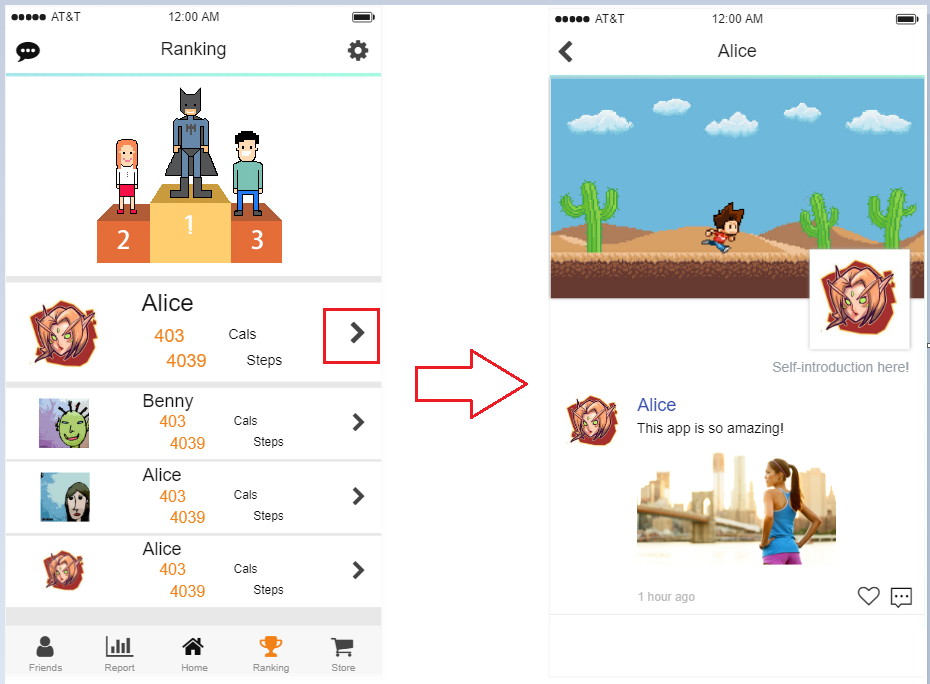 AT&T 12:00 AM
Ranking
2 1 3
Alice
403 Cals
4039 Steps
Benny
403 Cals
4039 Steps
Alice
403 Cals
4039 Steps
Alice
403 Cals
4039 Steps
Friends Report Home Ranking Store
AT&T 12:00 AM
Alice
Self-introduction here!
Alice
This app is so amazing!
1 hour ago